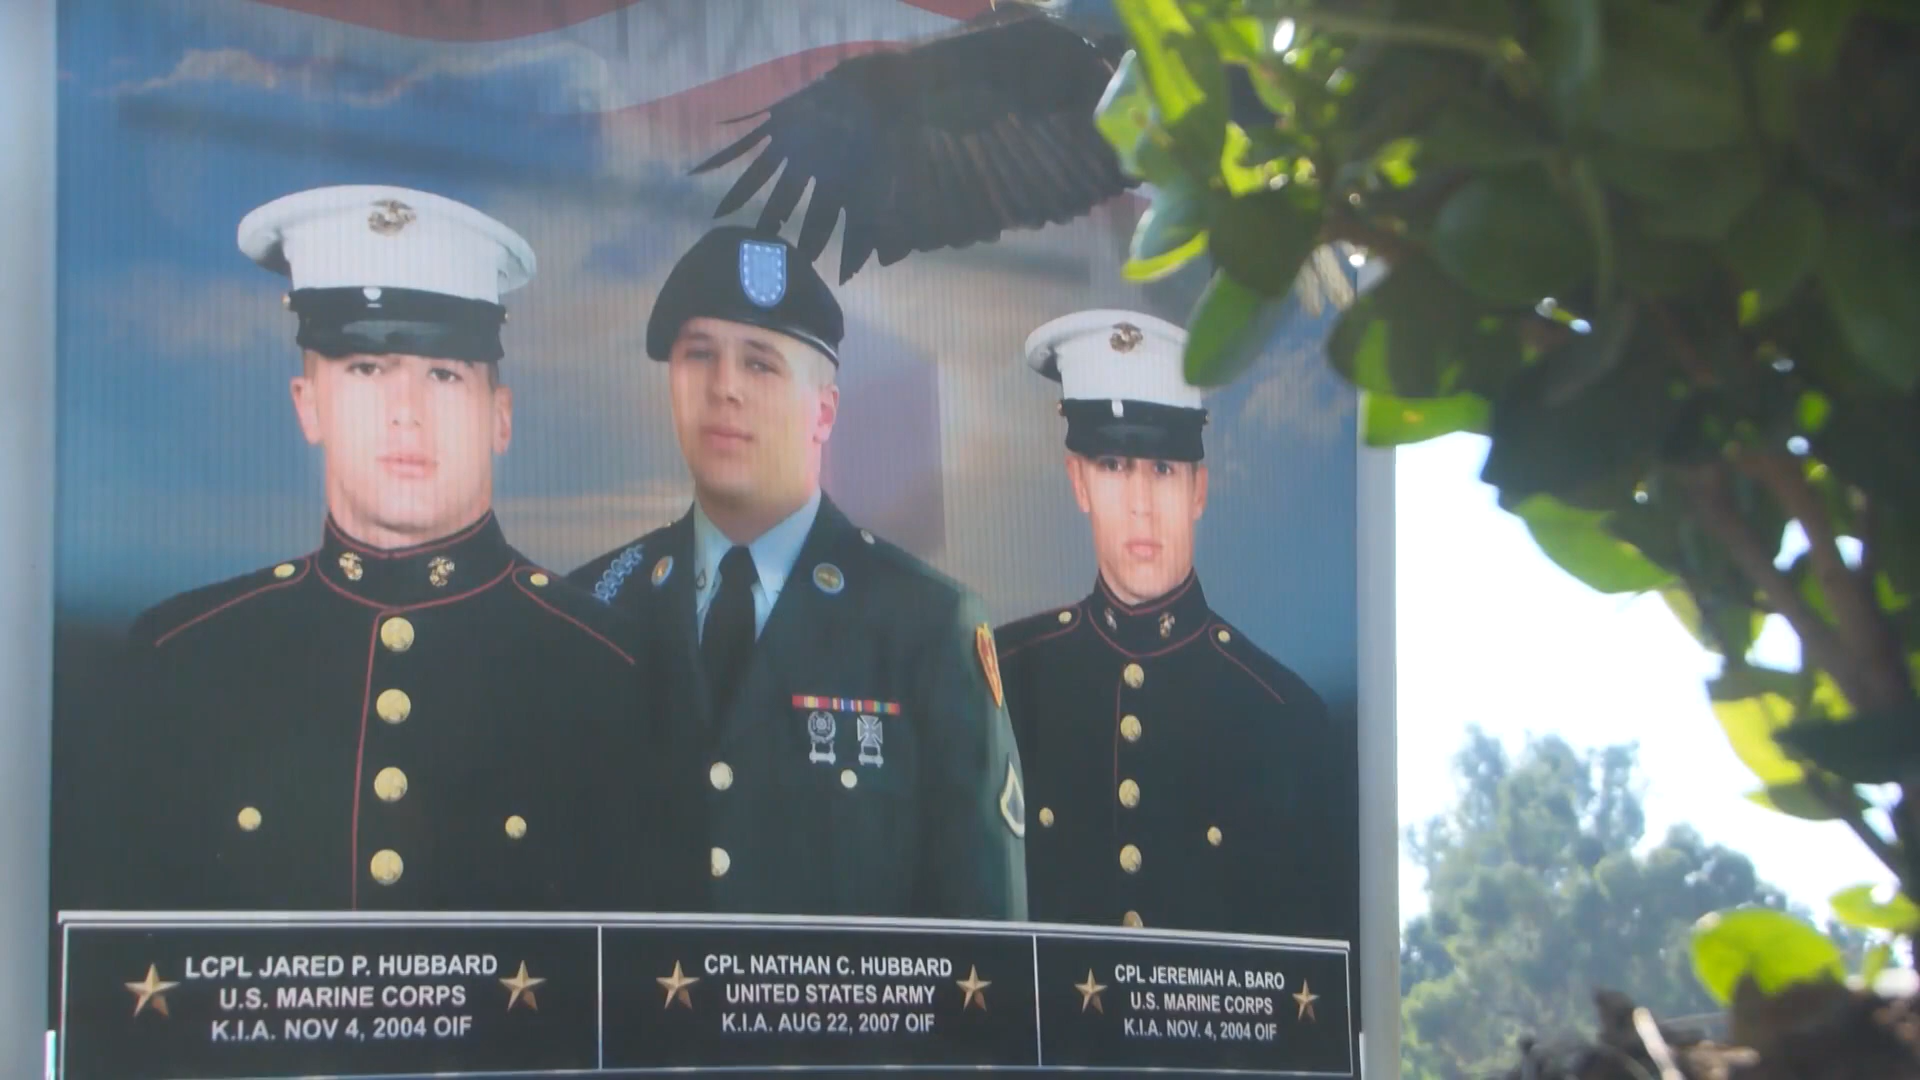 LCPL JARED P. HUBBARD
U.S. MARINE CORPS
K.I.A. NOV 4, 2004 OIF
CPL NATHAN C. HUBBARD
UNITED STATES ARMY
K.I.A. AUG 22, 2007 OIF
CPL JEREMIAH A. BARO
U.S. MARINE CORPS
K.I.A. NOV. 4, 2004 OIF